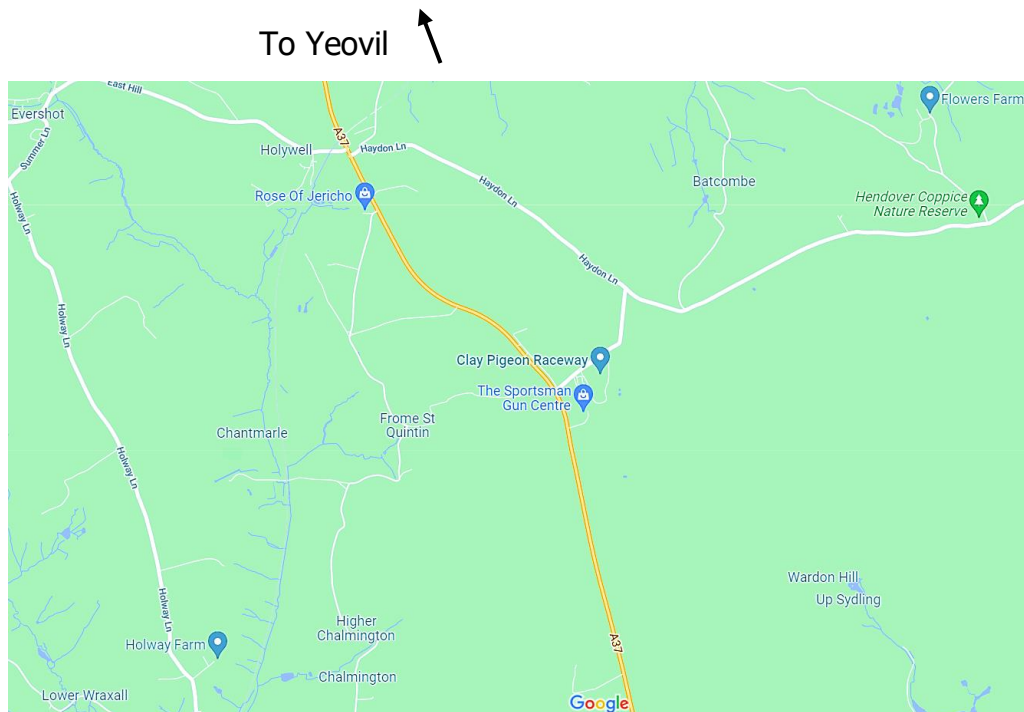 To Yeovil
East Hill
Evershot
Summer Ln
Flowers Farm
A37
Holywell
Haydon Ln
Batcombe
Rose Of Jericho
Haydon Ln
Hendover Coppice
Nature Reserve
Holway Ln
Haydon Ln
Holway Ln
Clay Pigeon Raceway
The Sportsman
Gun Centre
Frome St
Quintin
Chantmarle
Holway Ln
Wardon Hill
Up Sydling
Holway Ln
Higher
Chalmington
A37
Holway Farm
Chalmington
Lower Wraxall
Google